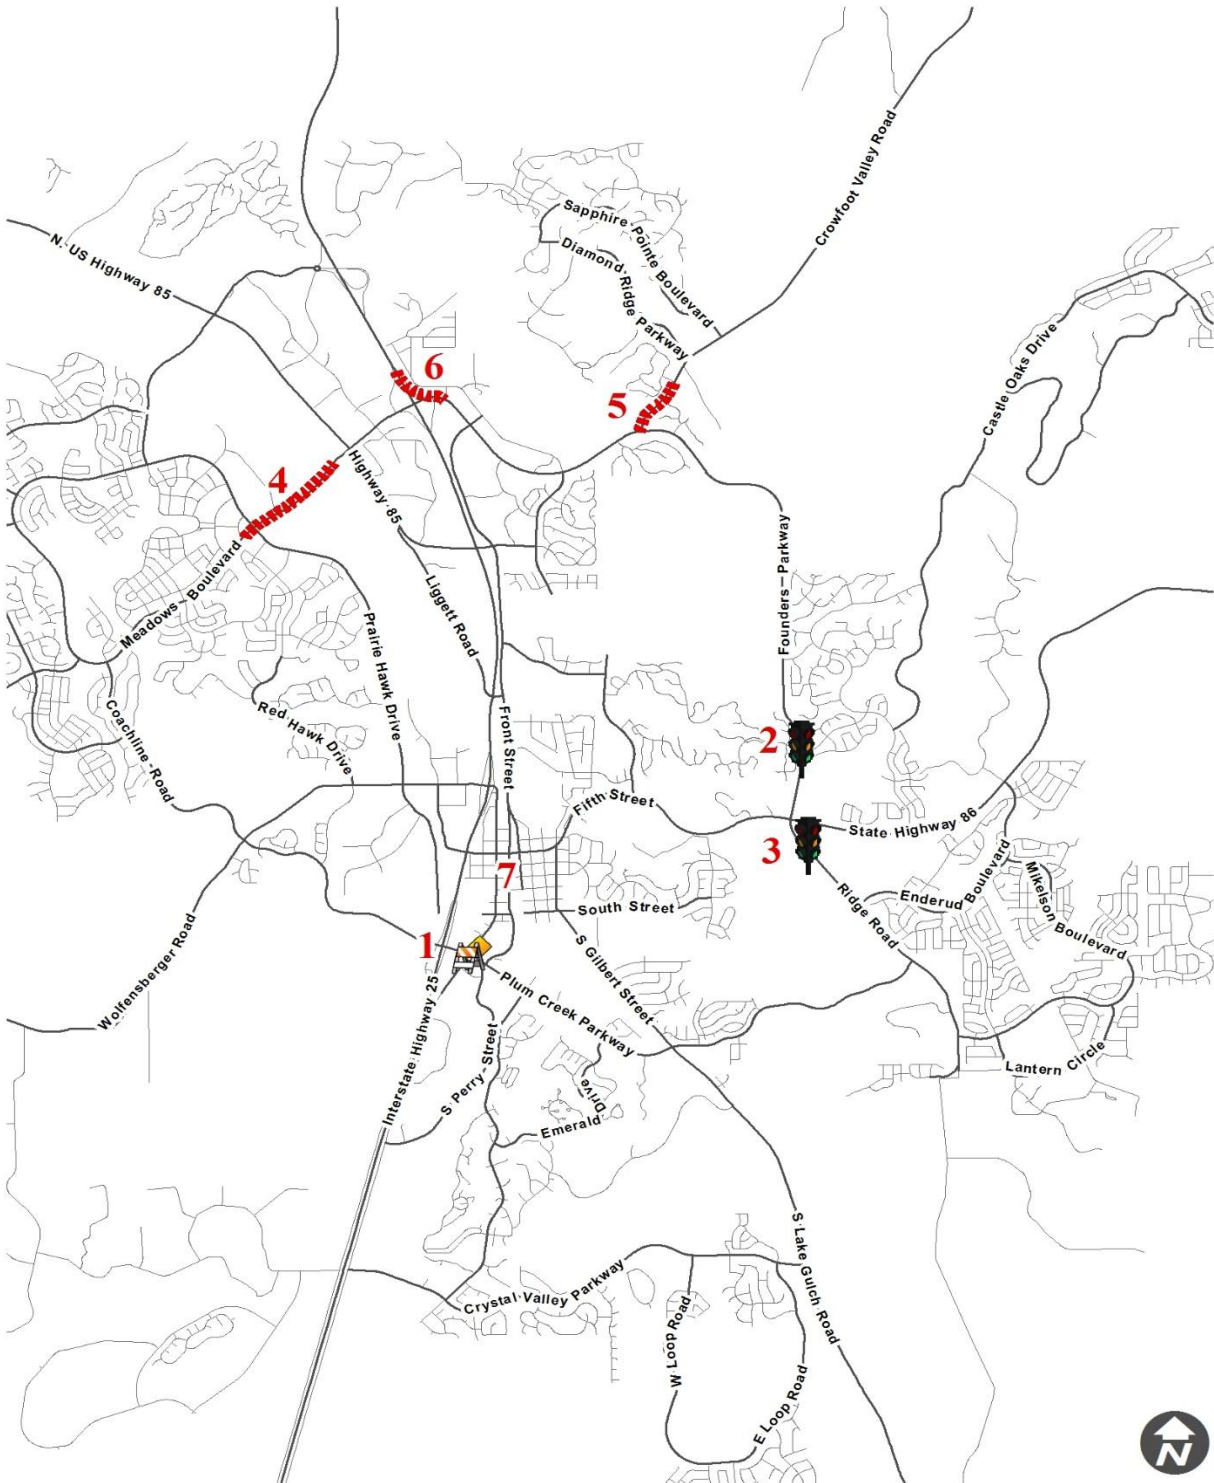 Sapphire Pointe Boulevard
Crowfoot Valley Road
N. US Highway 85
Diamond Ridge Parkway
Castle Oaks Drive
6
5
4
Highway 85
Meadows Boulevard
Founders Parkway
Liggett Road
Prairie Hawk Drive
Coachline Road
Red Hawk Drive
Front Street
2
Fifth Street
State Highway 86
3
7
Enderud Boulevard
Mikelson Boulevard
Ridge Road
South Street
Wolfensberger Road
1
S Gilbert Street
Plum Creek Parkway
Interstate Highway 25
S Perry Street
Lantern Circle
Emerald Drive
S Lake Gulch Road
Crystal Valley Parkway
W Loop Road
E Loop Road
N